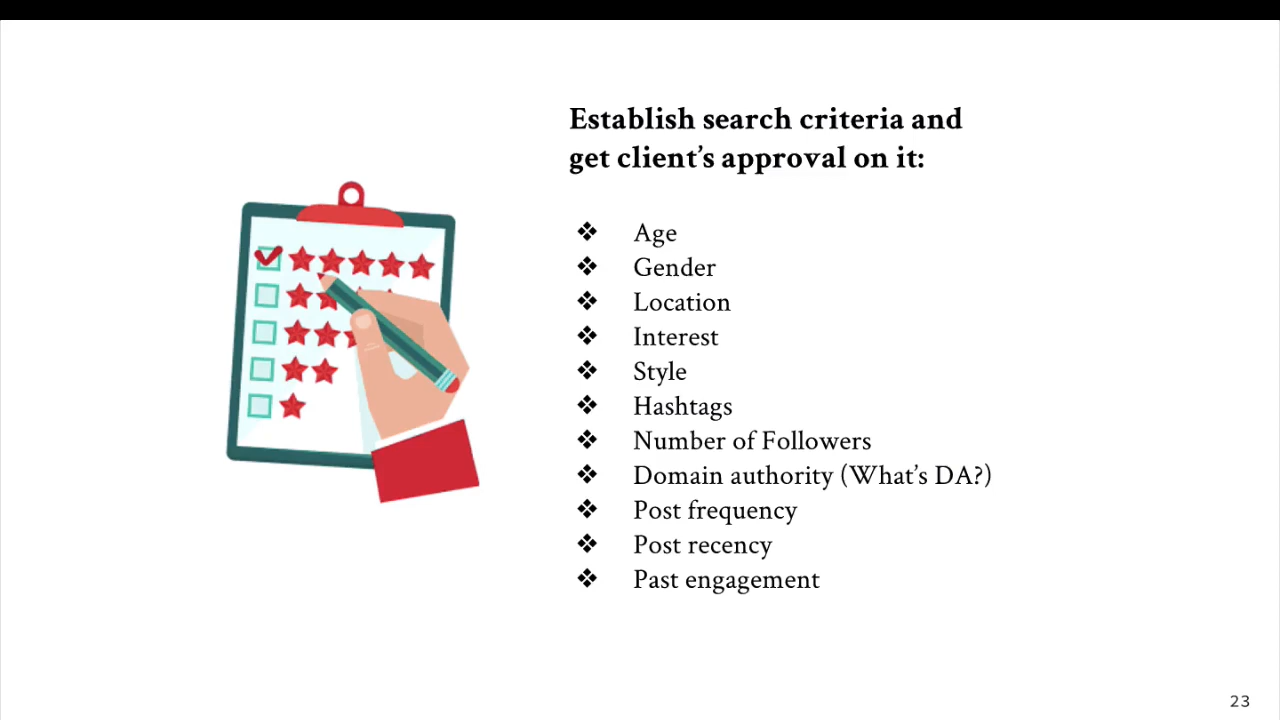 Establish search criteria and
get client’s approval on it:
❖ Age
❖ Gender
❖ Location
❖ Interest
❖ Style
❖ Hashtags
❖ Number of Followers
❖ Domain authority (What’s DA?)
❖ Post frequency
❖ Post recency
❖ Past engagement
23